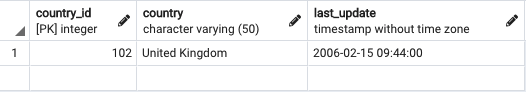 country_id country last_update
[PK] integer character varying (50) timestamp without time zone
1 102 United Kingdom 2006-02-15 09:44:00